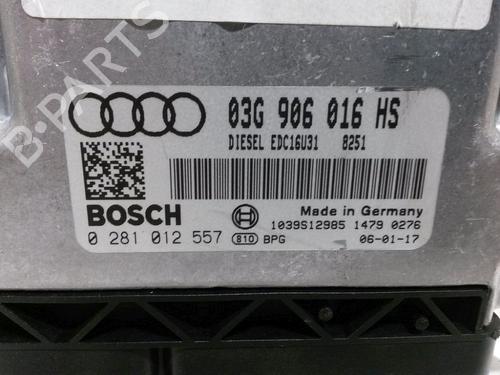 B-PARTS
03G 906 016 HS
DIESEL EDC16U31 8251
BOSCH
Made in Germany
1039S12985 1479 0276
0 281 012 557 810 BPG 06-01-17